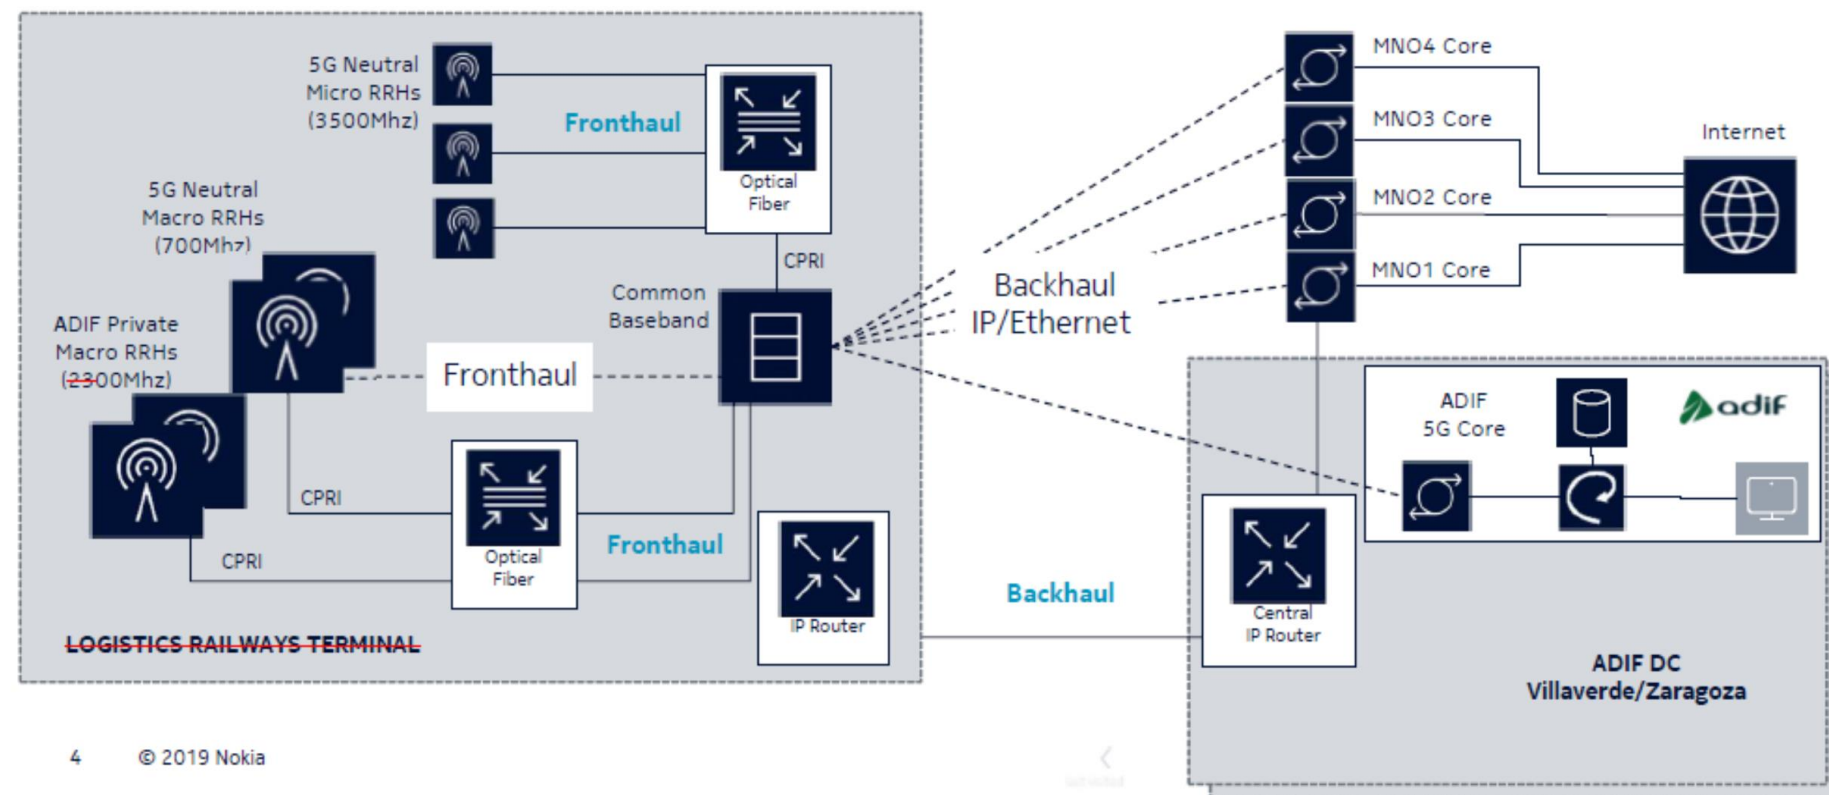 5G Neutral
Micro RRHs
(3500Mhz)
Fronthaul
Optical
Fiber
CPRI
5G Neutral
Macro RRHs
(700Mhz)
Common
Baseband
ADIF Private
Macro RRHs
(2300Mhz)
Fronthaul
CPRI
CPRI
Optical
Fiber
Fronthaul
IP Router
LOGISTICS RAILWAYS TERMINAL
Backhaul
IP/Ethernet
MNO4 Core
MNO3 Core
MNO2 Core
MNO1 Core
Internet
ADIF
5G Core
adif
Backhaul
Central
IP Router
ADIF DC
Villaverde/Zaragoza
4 © 2019 Nokia